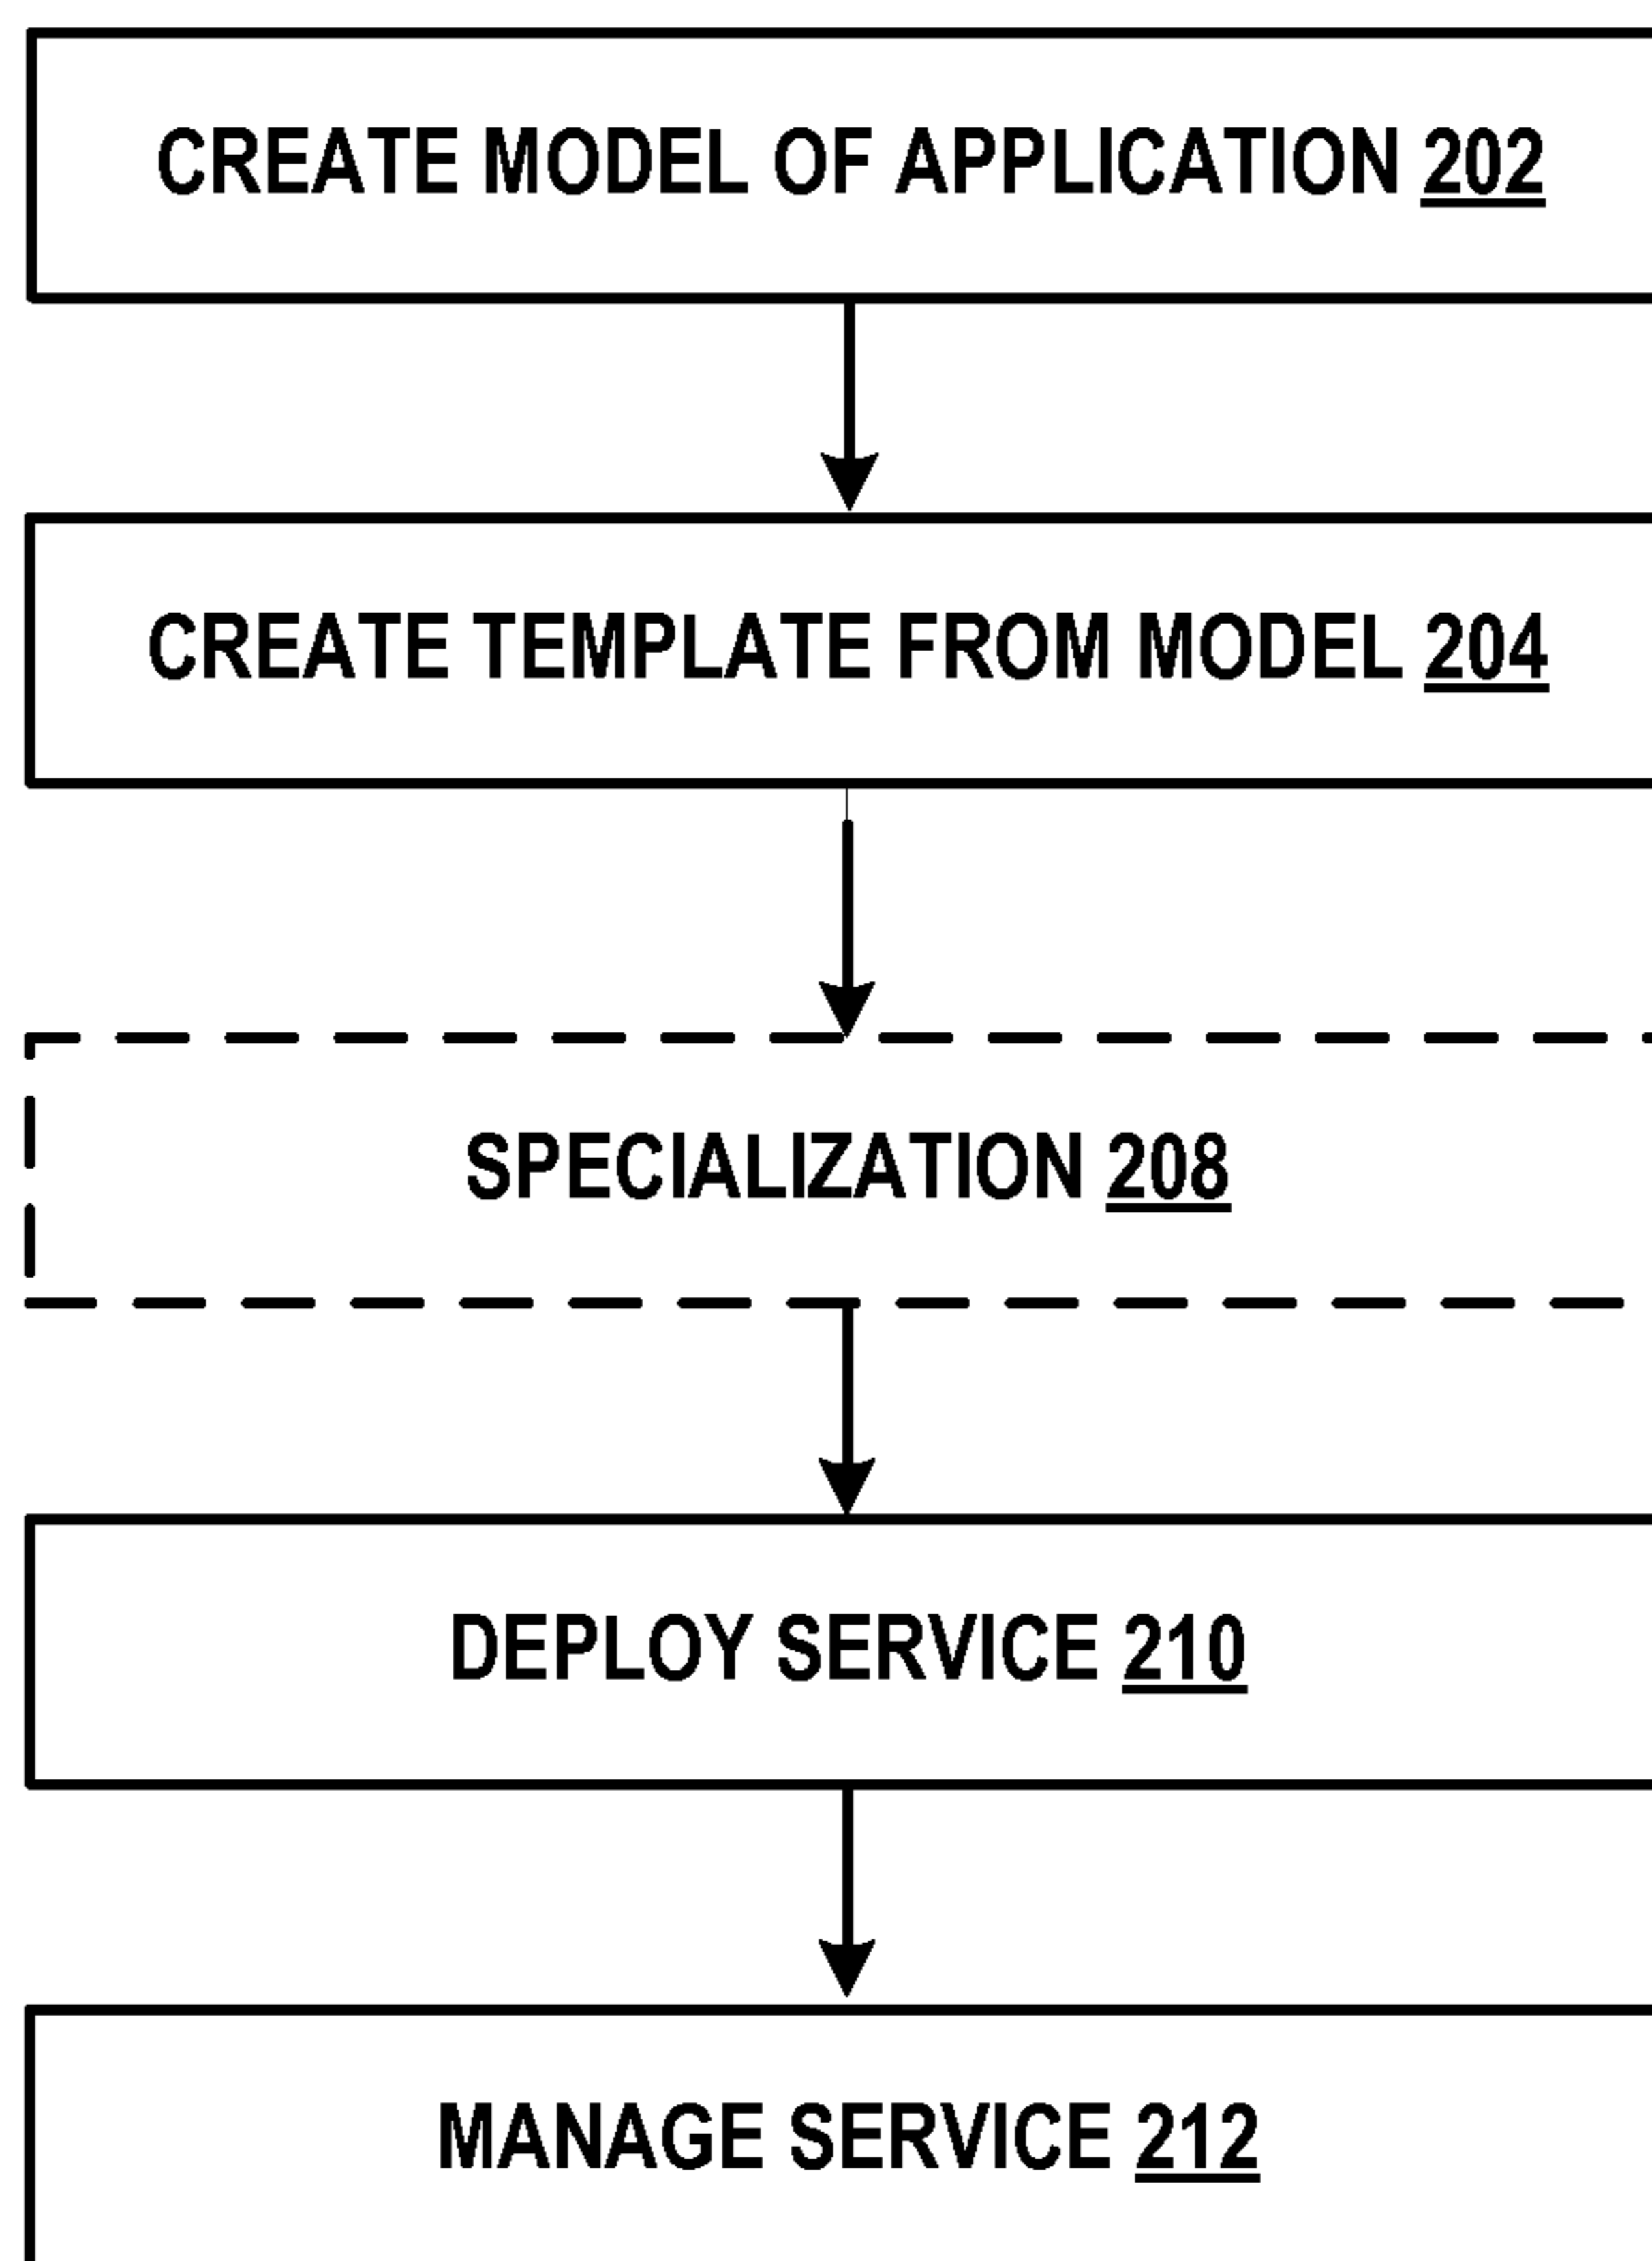 CREATE MODEL OF APPLICATION 202
CREATE TEMPLATE FROM MODEL 204
SPECIALIZATION 208
DEPLOY SERVICE 210
MANAGE SERVICE 212